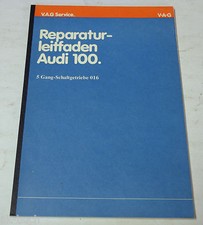 V.A.G Service.
V·A·G
Reparatur-
leitfaden
Audi 100.
5 Gang-Schaltgetriebe 016